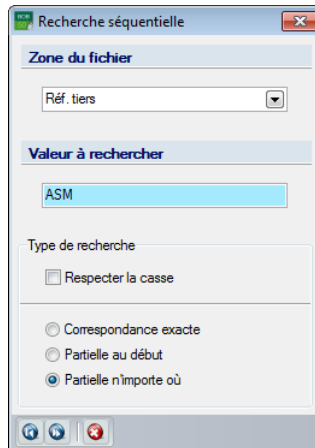 Recherche séquentielle
Zone du fichier
Réf. tiers
Valeur à rechercher
ASM
Type de recherche
Respecter la casse
Correspondance exacte
Partielle au début
Partielle n'importe où